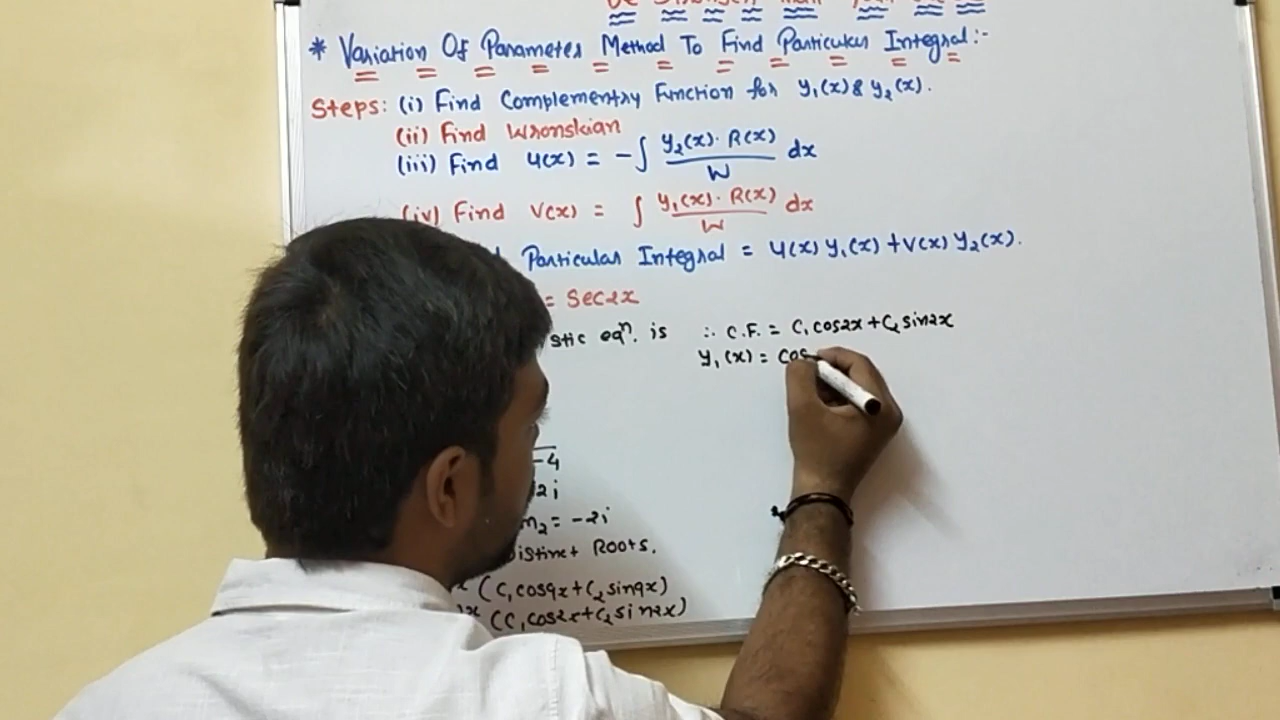 * Variation Of Parameter Method To Find Particular Integral:-
Steps: (i) Find Complementry Function for y₁(x) & y₂(x).
(ii) Find Wronskian
(iii) Find u(x) = -∫ y₂(x)·R(x)/W dx
(iv) Find V(x) = ∫ y₁(x)·R(x)/W dx
Particular Integral = u(x) y₁(x) + V(x) y₂(x).
= Sec2x
stic eqⁿ. is
-4
2i
m₂ = -2i
istinct Roots.
(C₁cosqx+C₂sinqx)
(C₁cos2x+C₂sin2x)
∴ C.F. = C₁cos2x+C₂sin2x
y₁(x) = cos